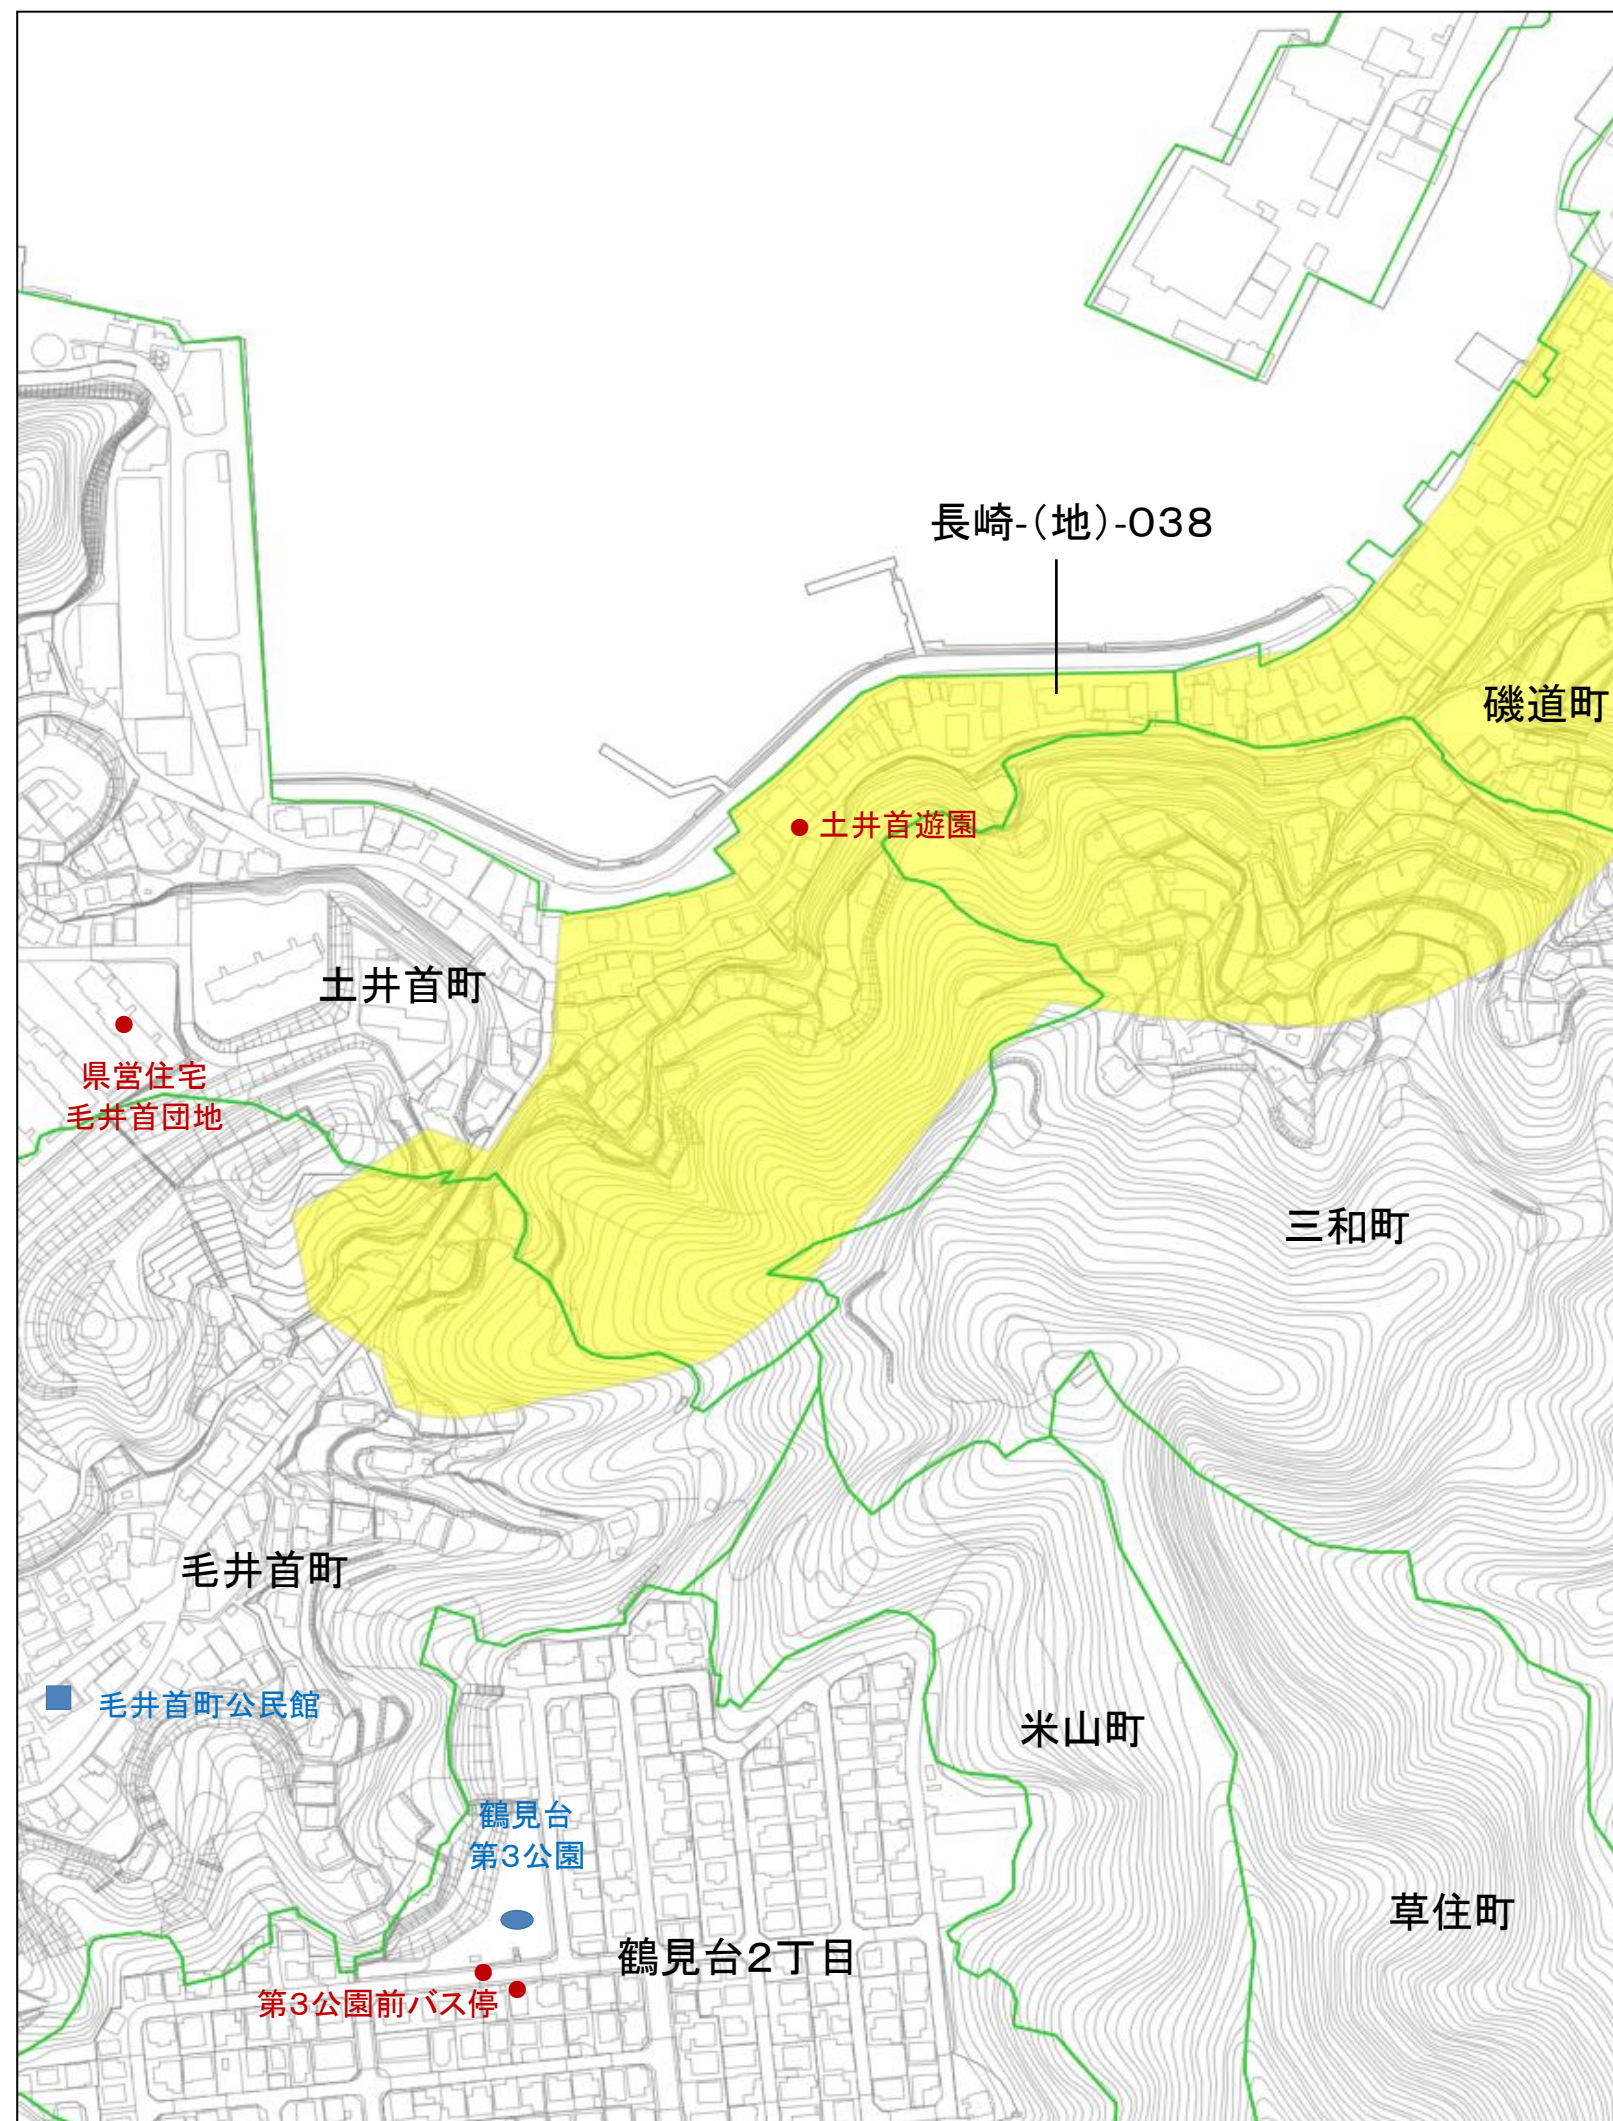 長崎-(地)-038
磯道町
土井首遊園
土井首町
県営住宅
毛井首団地
三和町
毛井首町
毛井首町公民館
米山町
鶴見台
第3公園
草住町
鶴見台2丁目
第3公園前バス停